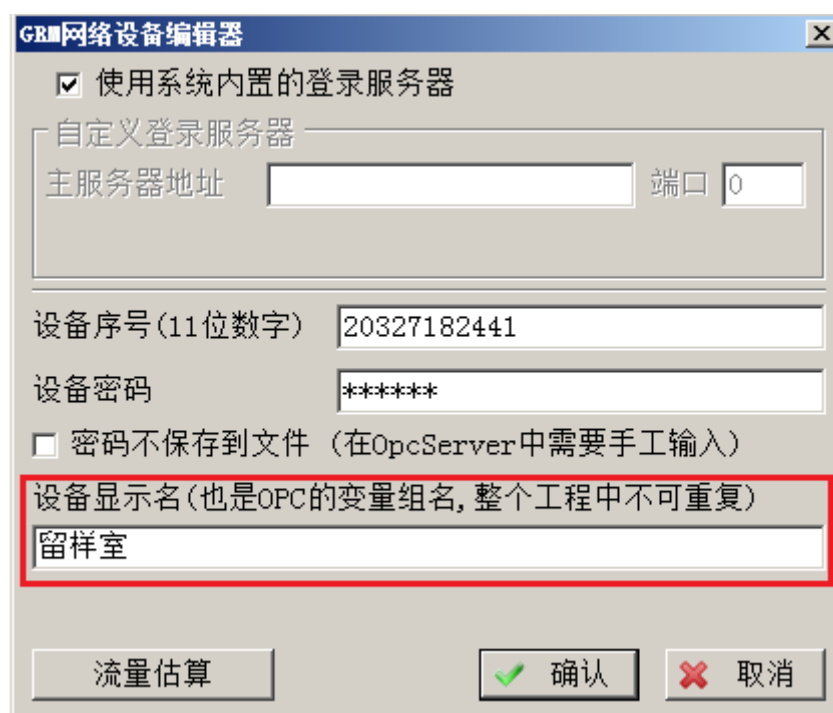 GRM网络设备编辑器
使用系统内置的登录服务器
自定义登录服务器
主服务器地址 端口 0
设备序号(11位数字) 20327182441
设备密码 ******
密码不保存到文件 (在OpcServer中需要手工输入)
设备显示名(也是OPC的变量组名,整个工程中不可重复)
留样室
流量估算 确认 取消